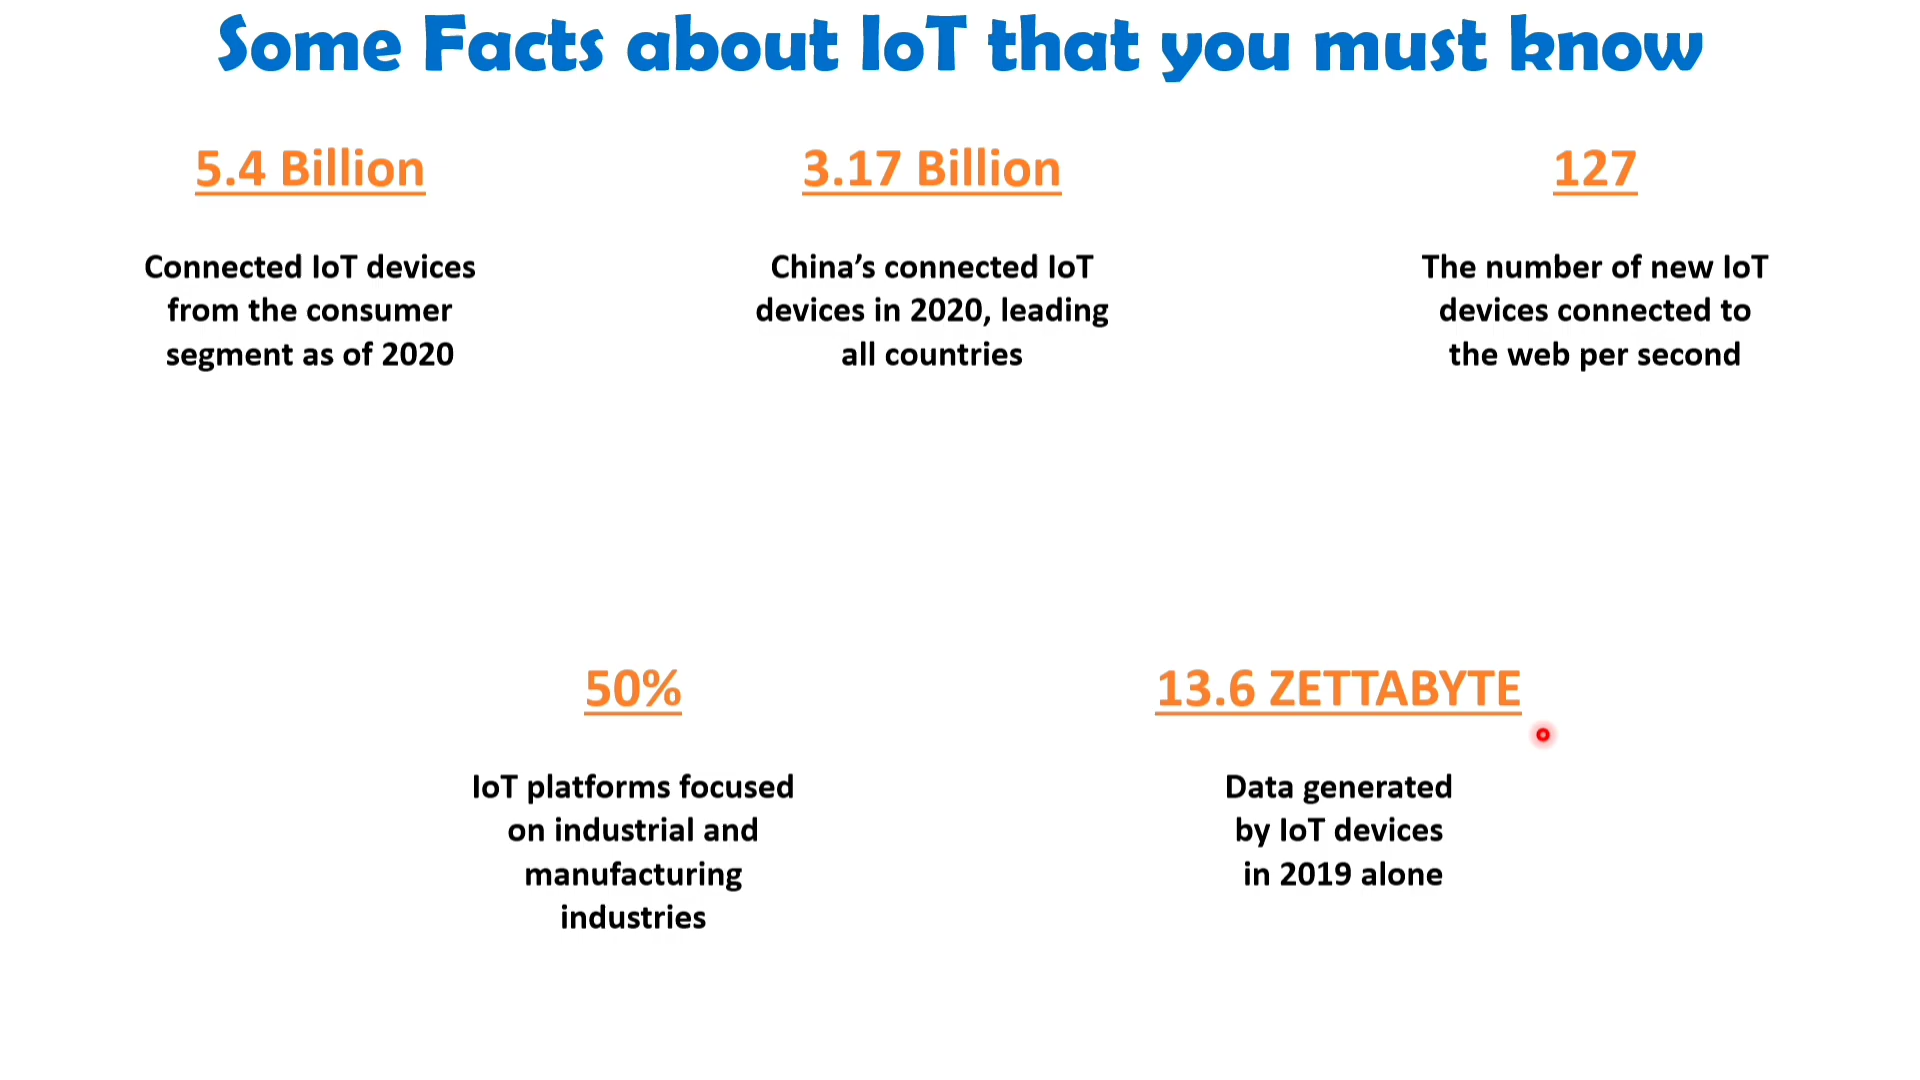 Some Facts about IoT that you must know
5.4 Billion
Connected IoT devices
from the consumer
segment as of 2020
3.17 Billion
China’s connected IoT
devices in 2020, leading
all countries
127
The number of new IoT
devices connected to
the web per second
50%
IoT platforms focused
on industrial and
manufacturing
industries
13.6 ZETTABYTE
Data generated
by IoT devices
in 2019 alone